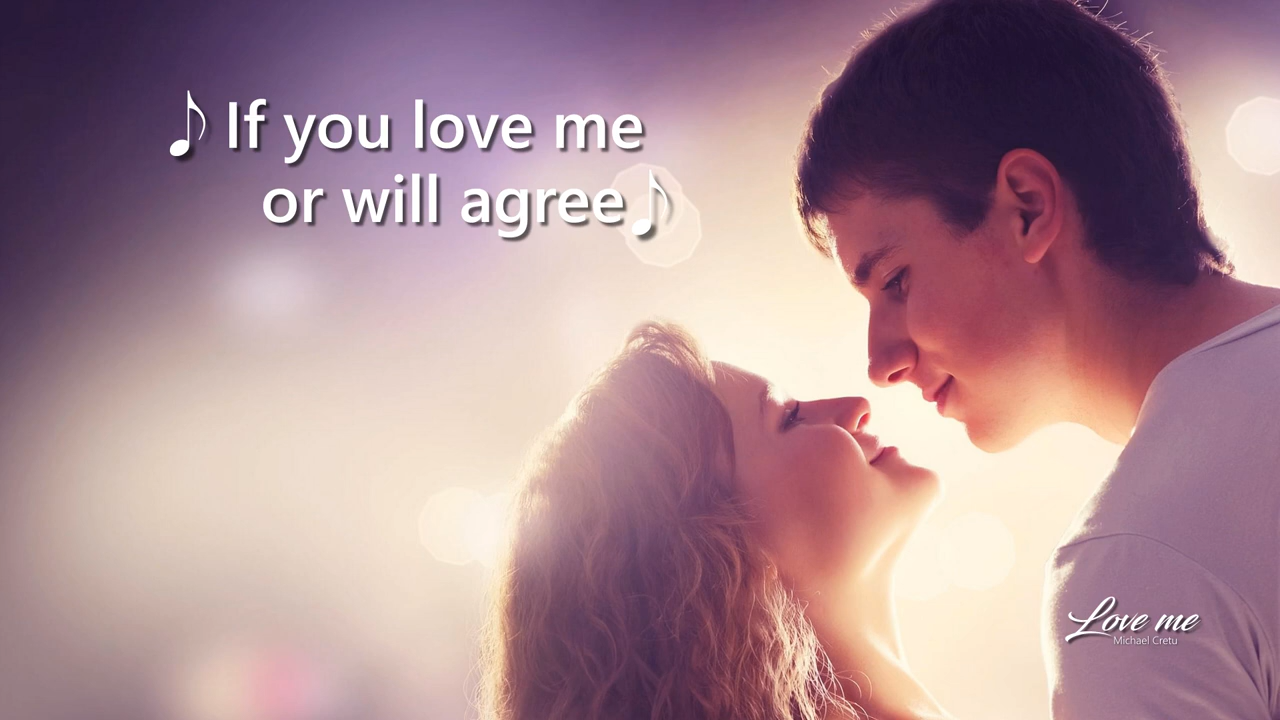 ♪ If you love me
or will agree ♪
Love me
Michael Cretu